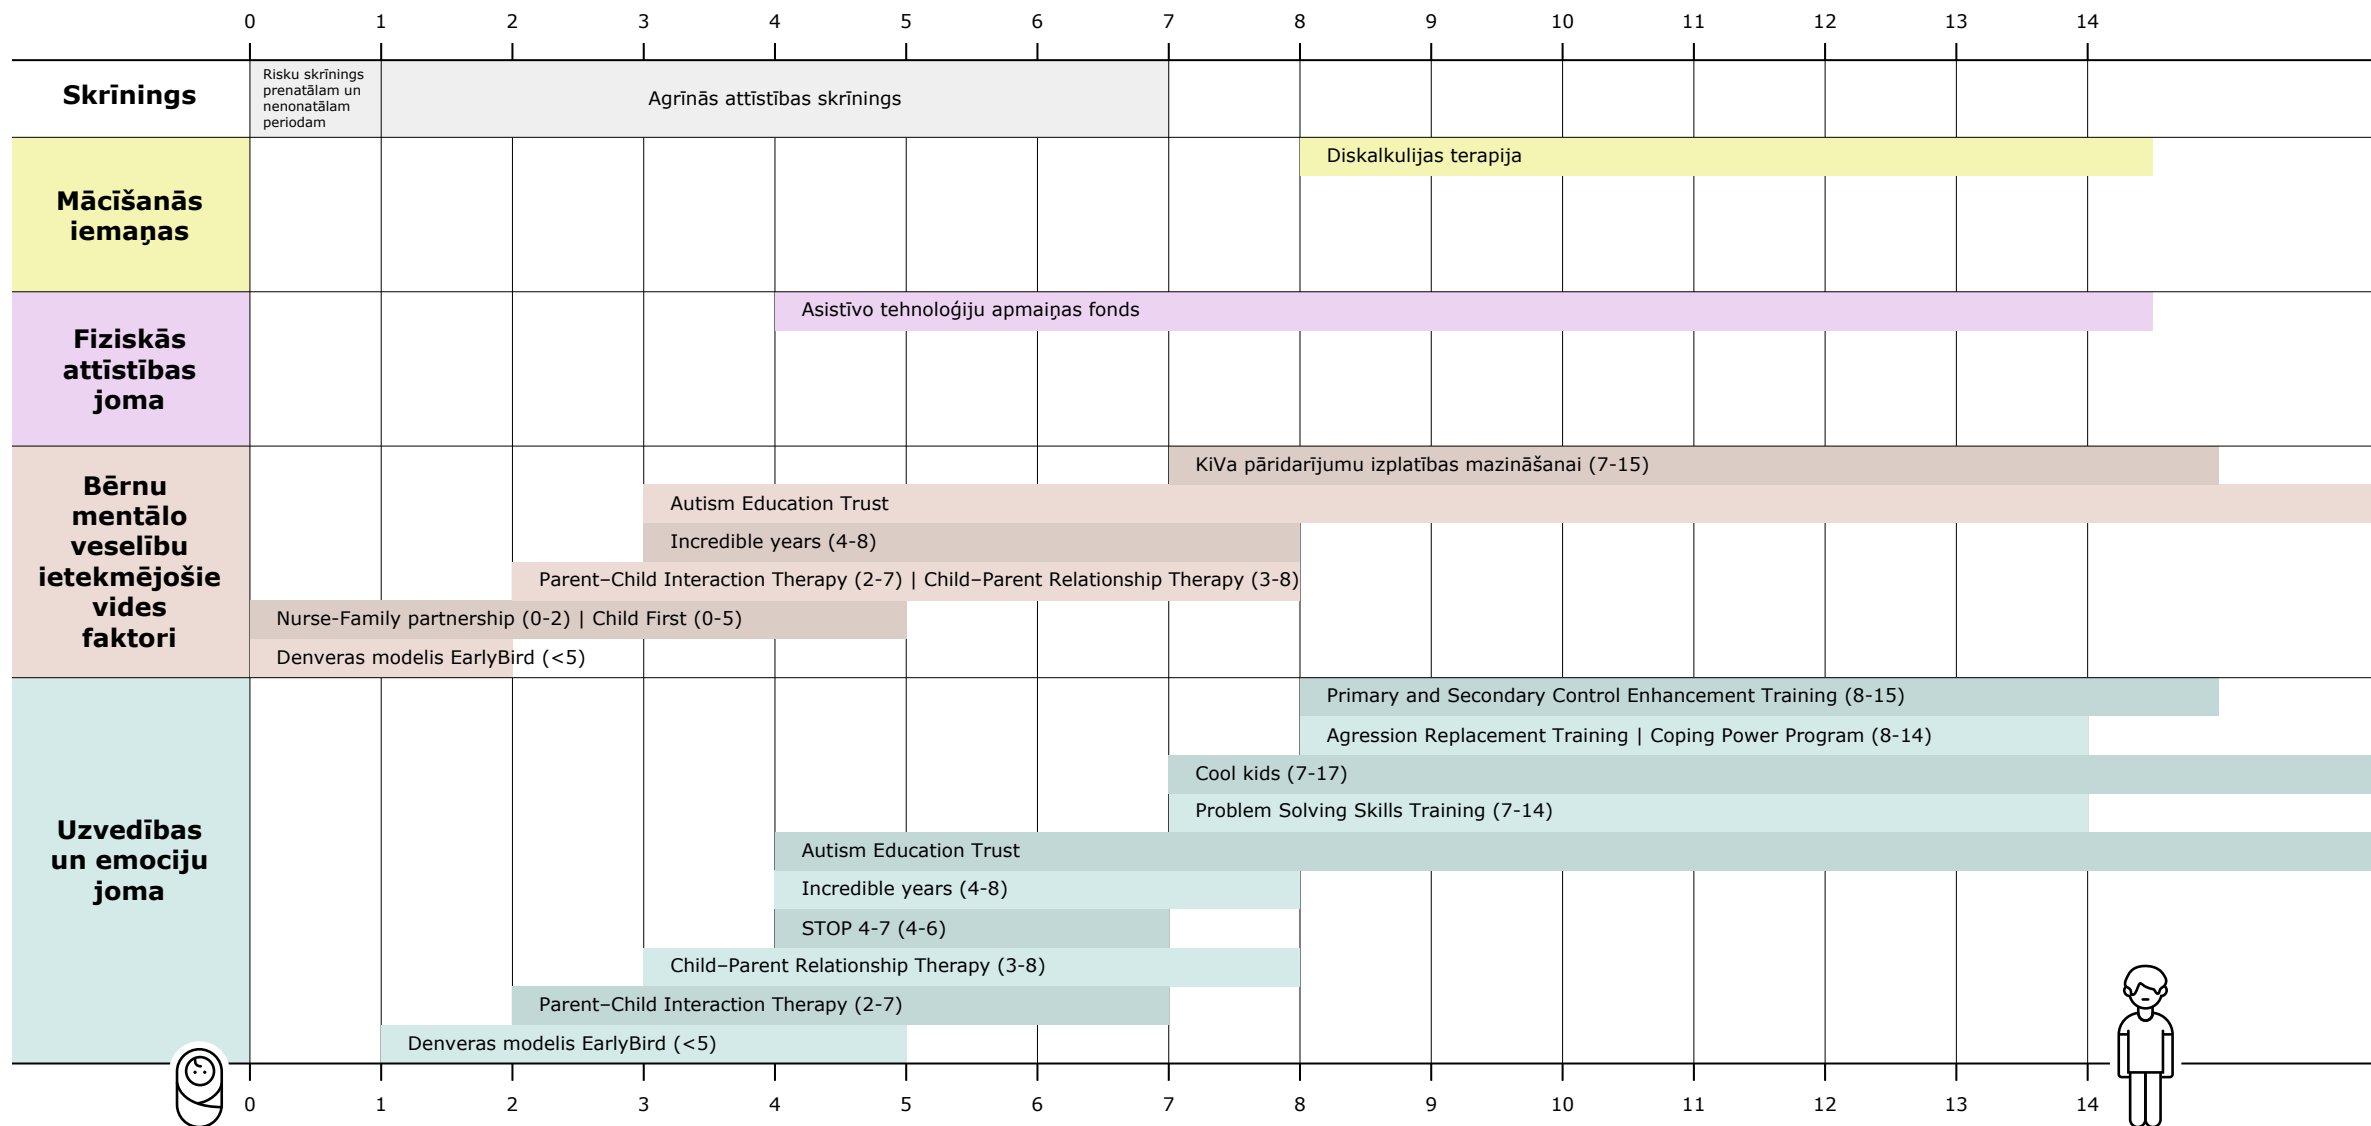 0 1 2 3 4 5 6 7 8 9 10 11 12 13 14
Skrīnings
Risku skrīnings
prenatālam un
nenonatālam
periodam
Agrīnās attīstības skrīnings
Mācīšanās
iemaņas
Diskalkulijas terapija
Fiziskās
attīstības
joma
Asistīvo tehnoloģiju apmaiņas fonds
Bērnu
mentālo
veselību
ietekmējošie
vides
faktori
KiVa pāridarījumu izplatības mazināšanai (7-15)
Autism Education Trust
Incredible years (4-8)
Parent–Child Interaction Therapy (2-7) | Child–Parent Relationship Therapy (3-8)
Nurse-Family partnership (0-2) | Child First (0-5)
Denveras modelis EarlyBird (<5)
Uzvedības
un emociju
joma
Primary and Secondary Control Enhancement Training (8-15)
Agression Replacement Training | Coping Power Program (8-14)
Cool kids (7-17)
Problem Solving Skills Training (7-14)
Autism Education Trust
Incredible years (4-8)
STOP 4-7 (4-6)
Child–Parent Relationship Therapy (3-8)
Parent–Child Interaction Therapy (2-7)
Denveras modelis EarlyBird (<5)
0 1 2 3 4 5 6 7 8 9 10 11 12 13 14